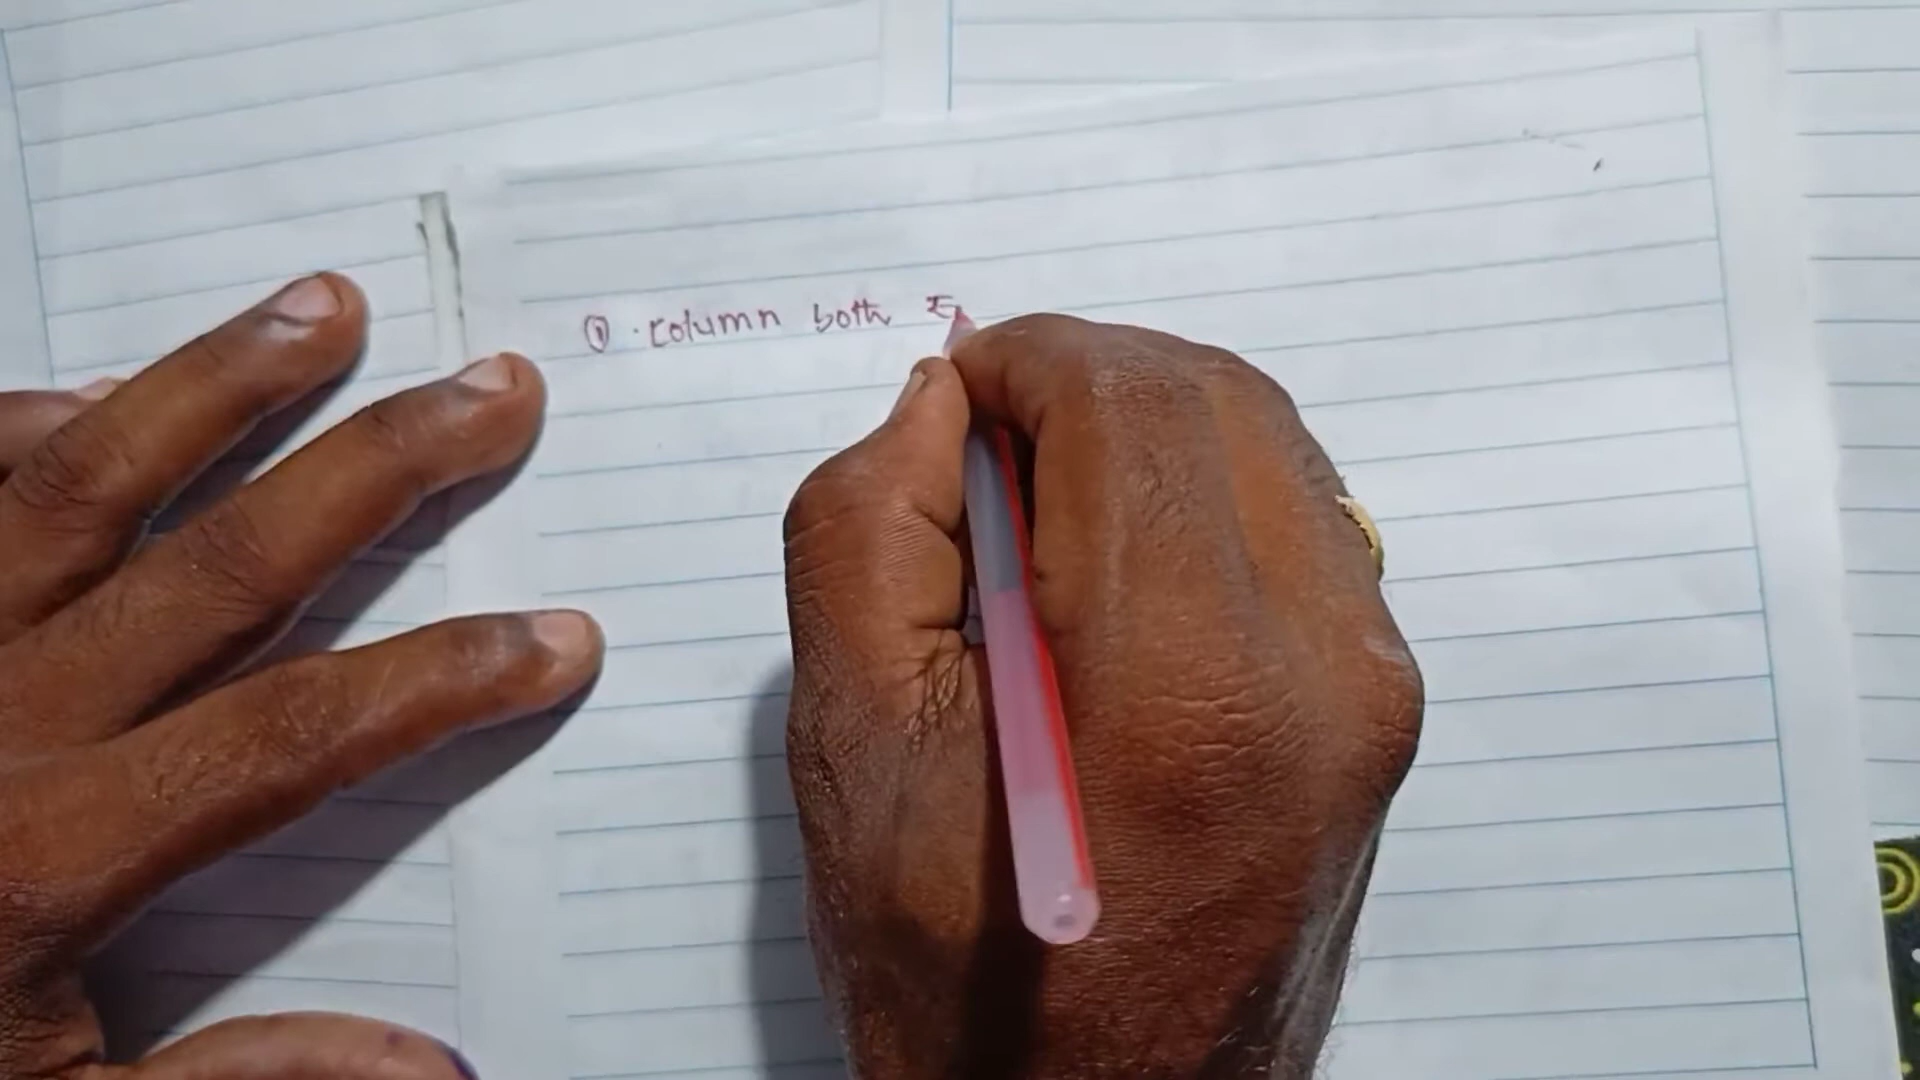 ① . column both